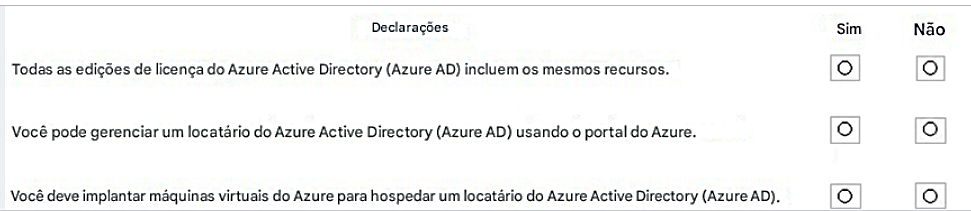 Declarações Sim Não
Todas as edições de licença do Azure Active Directory (Azure AD) incluem os mesmos recursos.
Você pode gerenciar um locatário do Azure Active Directory (Azure AD) usando o portal do Azure.
Você deve implantar máquinas virtuais do Azure para hospedar um locatário do Azure Active Directory (Azure AD).